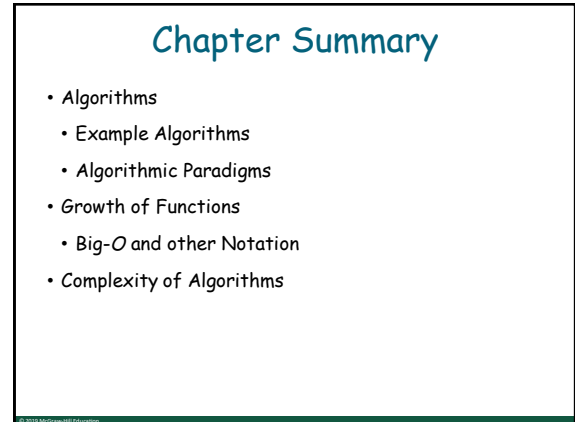 Chapter Summary
• Algorithms
• Example Algorithms
• Algorithmic Paradigms
• Growth of Functions
• Big-O and other Notation
• Complexity of Algorithms
© 2019 McGraw-Hill Education